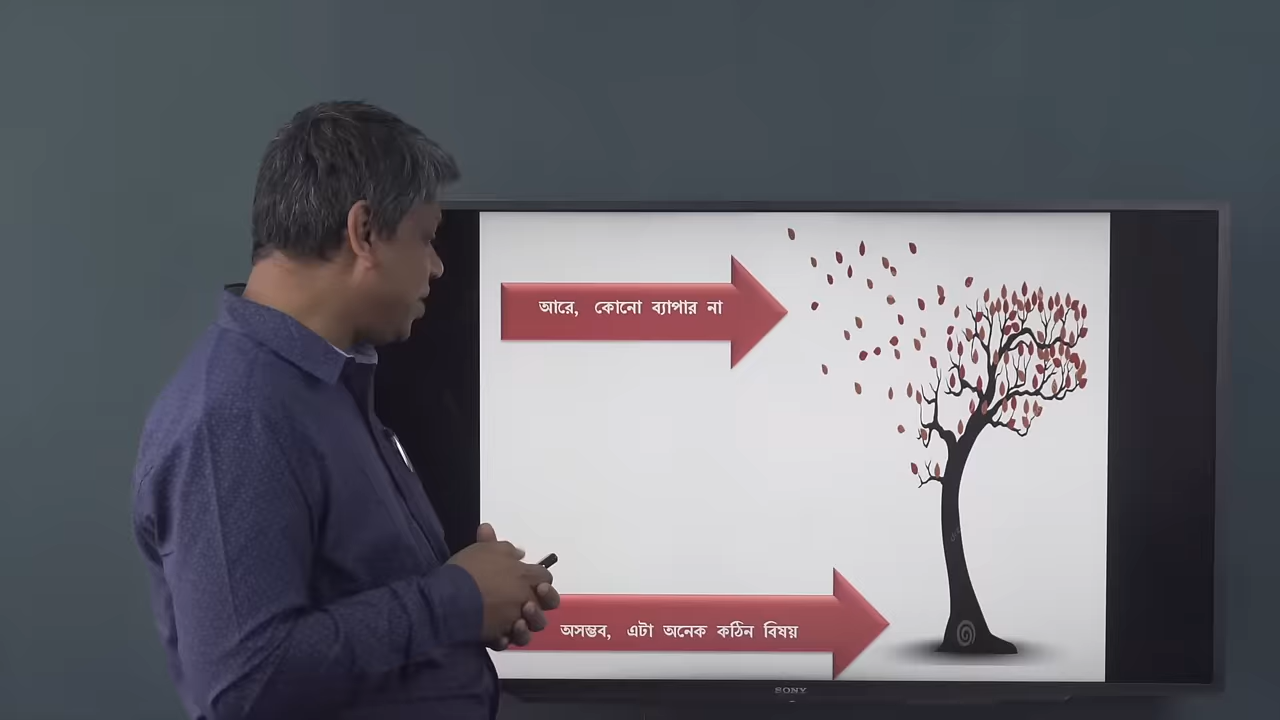 আরে, কোনো ব্যাপার না
অসম্ভব, এটা অনেক কঠিন বিষয়
SONY